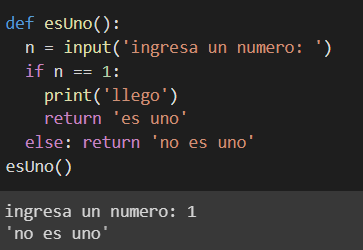 def esUno():
  n = input('ingresa un numero: ')
  if n == 1:
    print('llego')
    return 'es uno'
  else: return 'no es uno'
esUno()
ingresa un numero: 1
'no es uno'